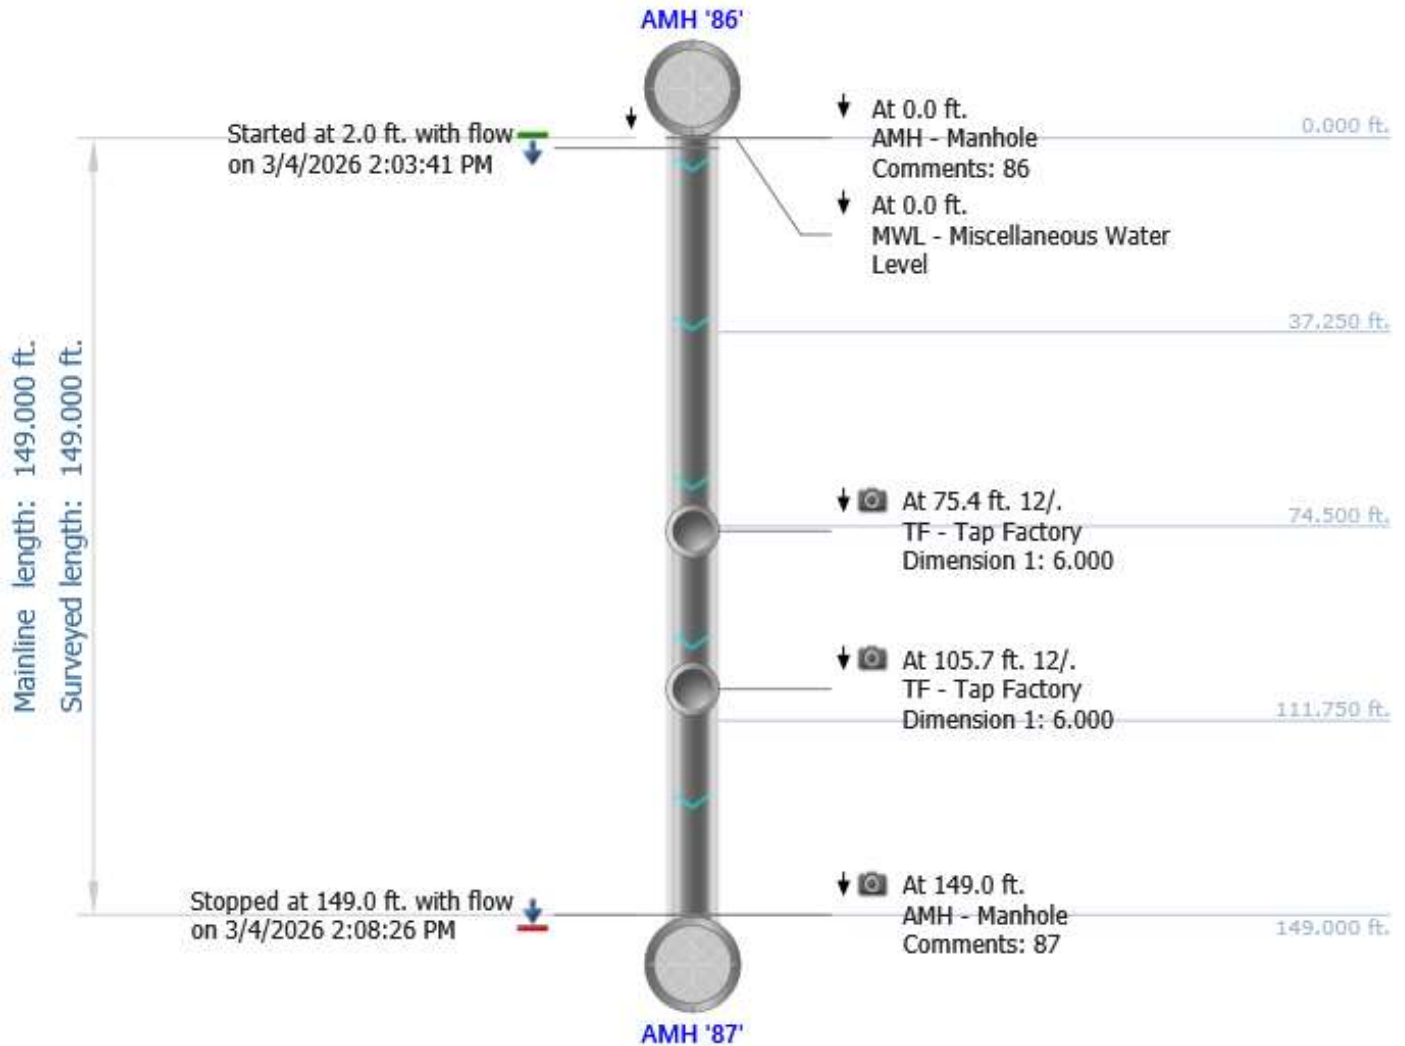 AMH '86'
Started at 2.0 ft. with flow
on 3/4/2026 2:03:41 PM
At 0.0 ft.
AMH - Manhole
Comments: 86
0.000 ft.
At 0.0 ft.
MWL - Miscellaneous Water
Level
37.250 ft.
Mainline length: 149.000 ft.
Surveyed length: 149.000 ft.
At 75.4 ft. 12/.
TF - Tap Factory
Dimension 1: 6.000
74.500 ft.
At 105.7 ft. 12/.
TF - Tap Factory
Dimension 1: 6.000
111.750 ft.
Stopped at 149.0 ft. with flow
on 3/4/2026 2:08:26 PM
At 149.0 ft.
AMH - Manhole
Comments: 87
149.000 ft.
AMH '87'